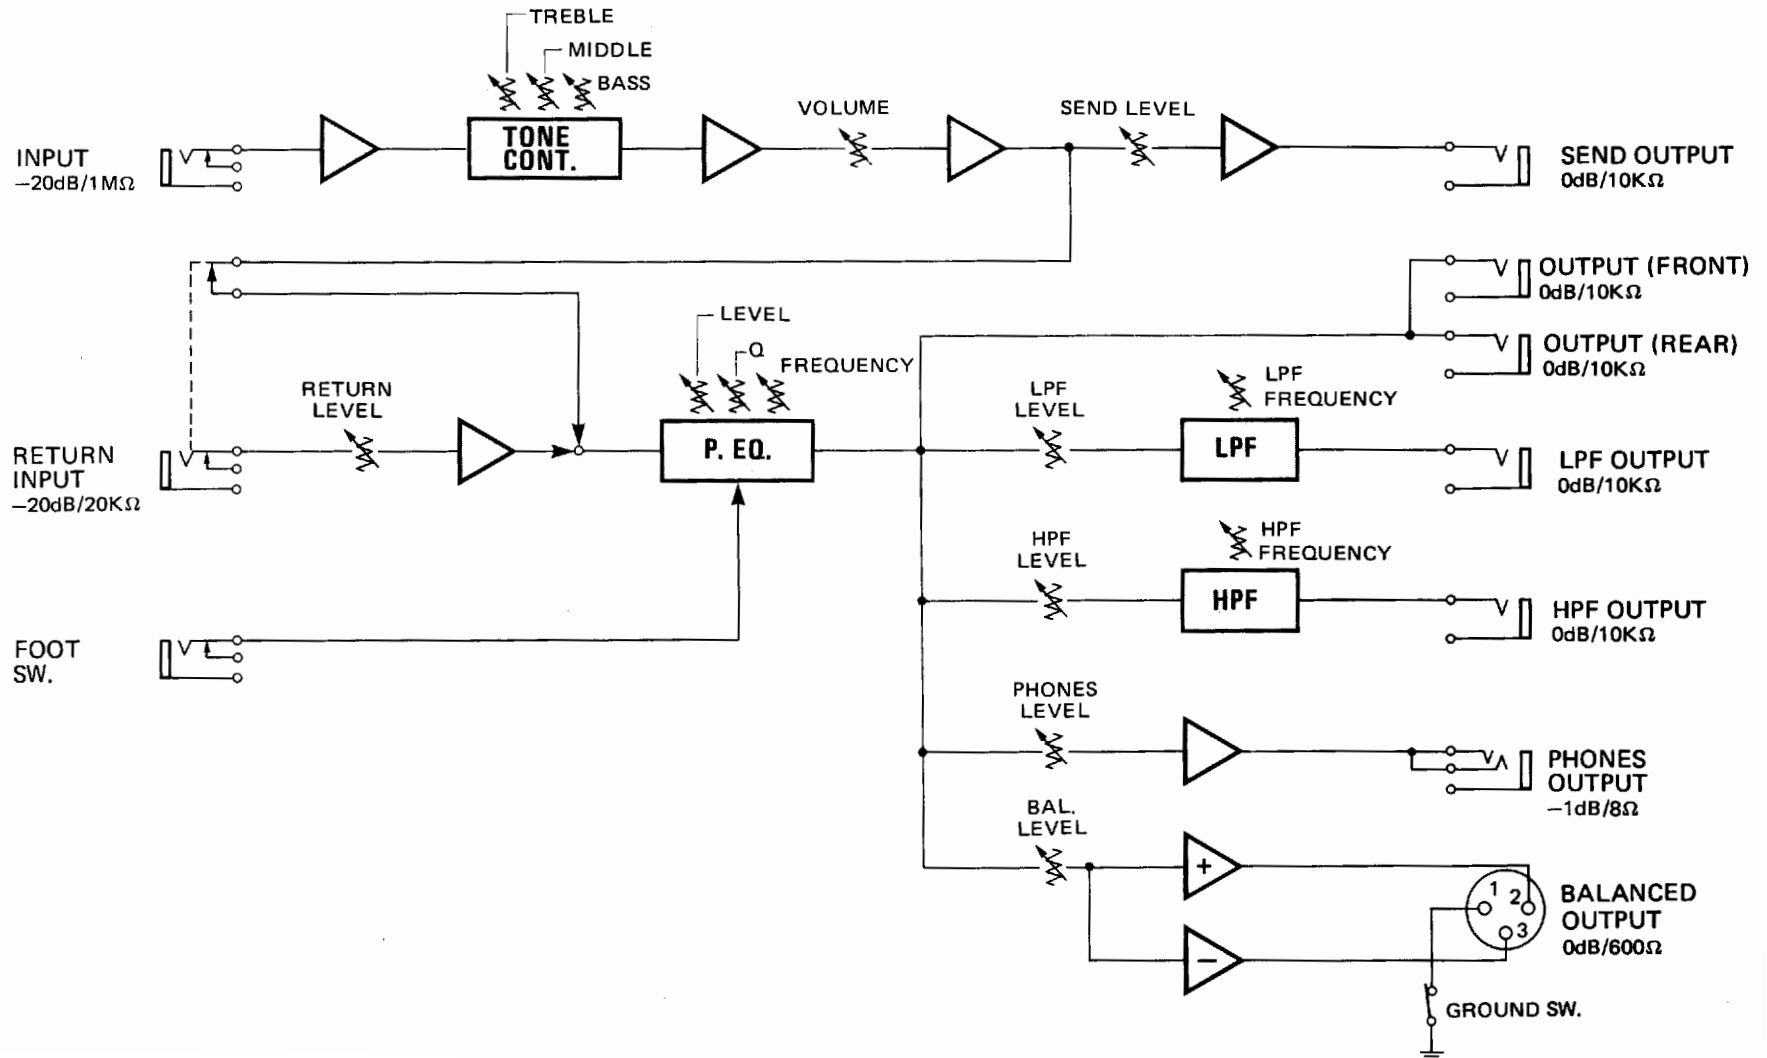 TREBLE
MIDDLE
BASS
TONE
CONT.
VOLUME
SEND LEVEL
INPUT
−20dB/1MΩ
SEND OUTPUT
0dB/10KΩ
OUTPUT (FRONT)
0dB/10KΩ
OUTPUT (REAR)
0dB/10KΩ
LEVEL
Q
FREQUENCY
RETURN
LEVEL
P. EQ.
RETURN
INPUT
−20dB/20KΩ
LPF
LEVEL
LPF
FREQUENCY
LPF
LPF OUTPUT
0dB/10KΩ
HPF
LEVEL
HPF
FREQUENCY
HPF
HPF OUTPUT
0dB/10KΩ
FOOT
SW.
PHONES
LEVEL
PHONES
OUTPUT
−1dB/8Ω
BAL.
LEVEL
+
−
1
2
3
BALANCED
OUTPUT
0dB/600Ω
GROUND SW.